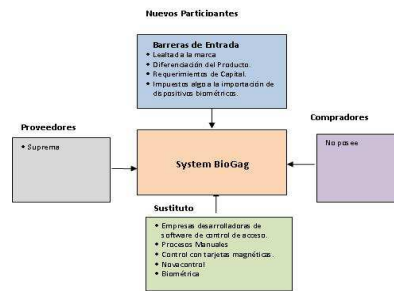 Nuevos Participantes
Barreras de Entrada
• Lealtad a la marca
• Diferenciación del Producto.
• Requerimientos de Capital.
• Impuestos algo a la importación de
dispositivos biométricos.
Proveedores
• Suprema
System BioGag
Compradores
No posee
Sustituto
• Empresas desarrolladoras de
software de control de acceso.
• Procesos Manuales
• Control con tarjetas magnéticas.
• Novacontrol
• Biométrica